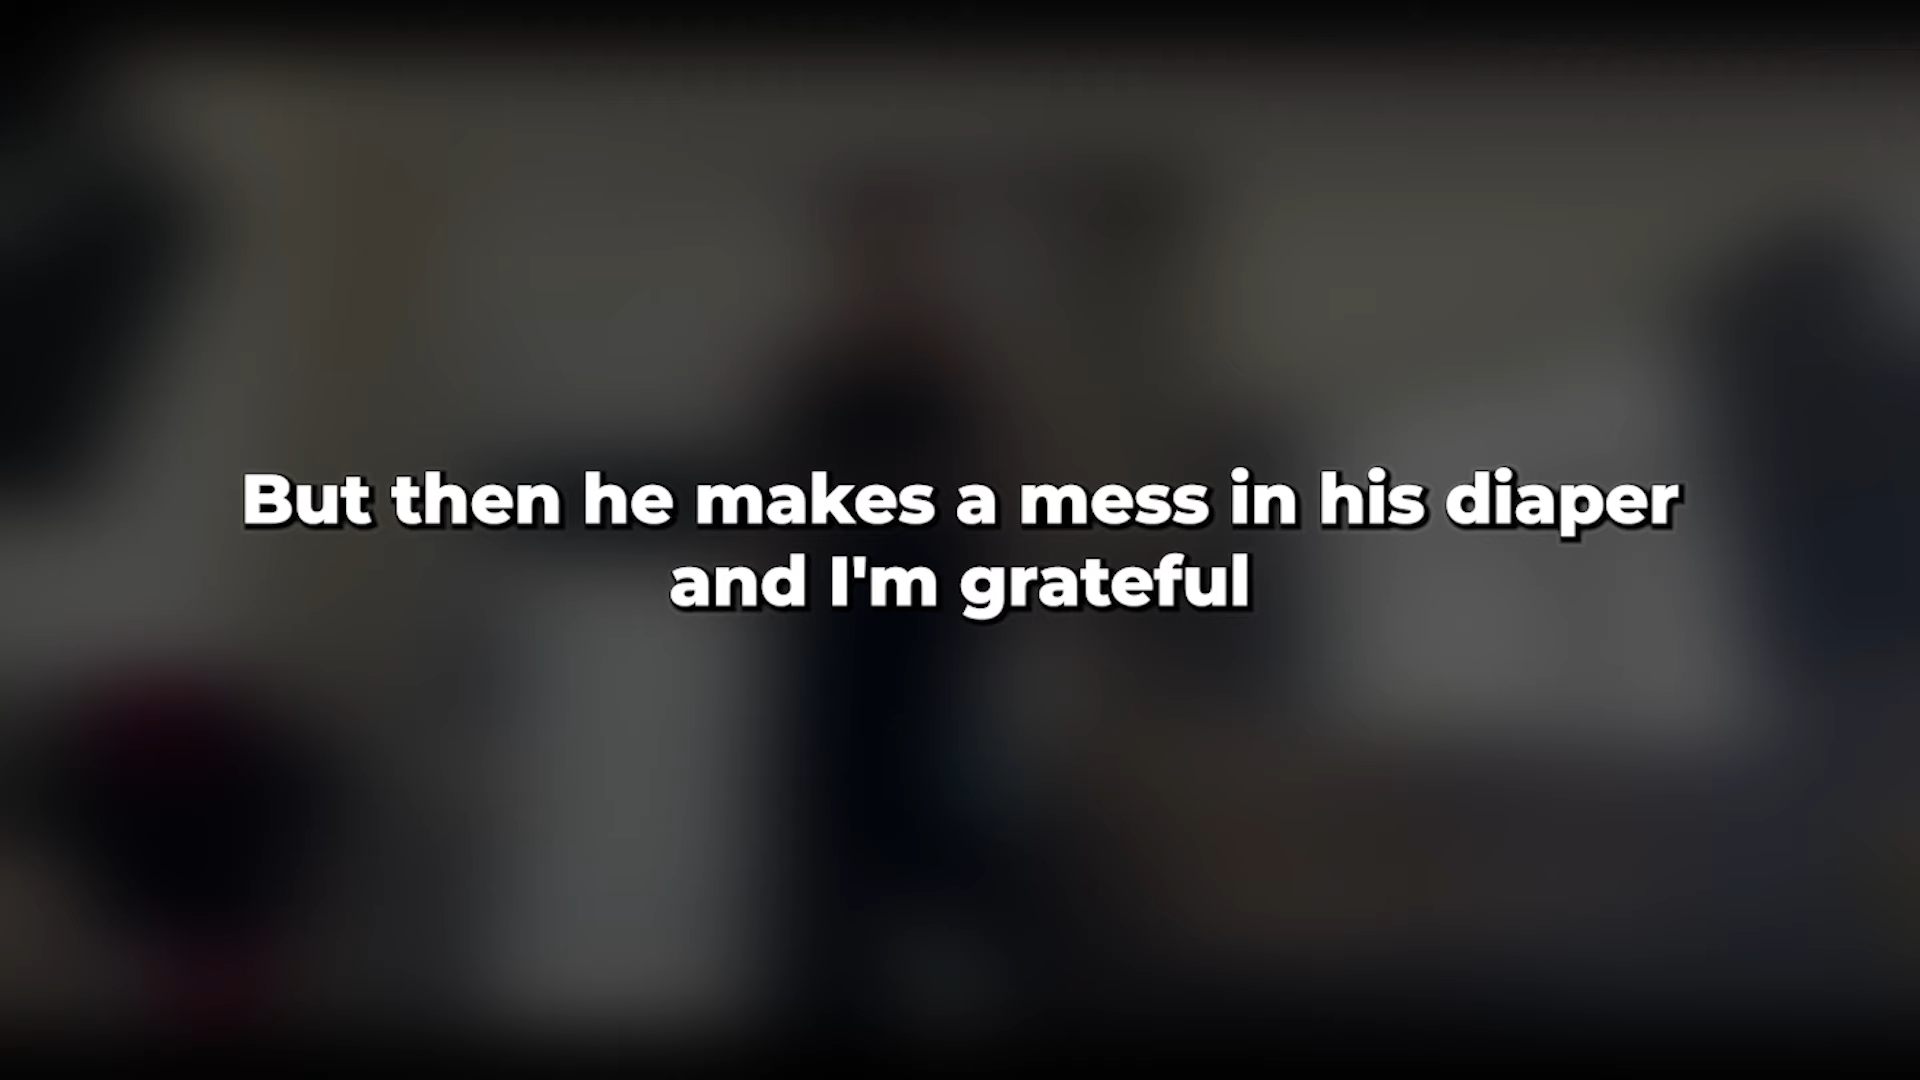 But then he makes a mess in his diaper
and I'm grateful